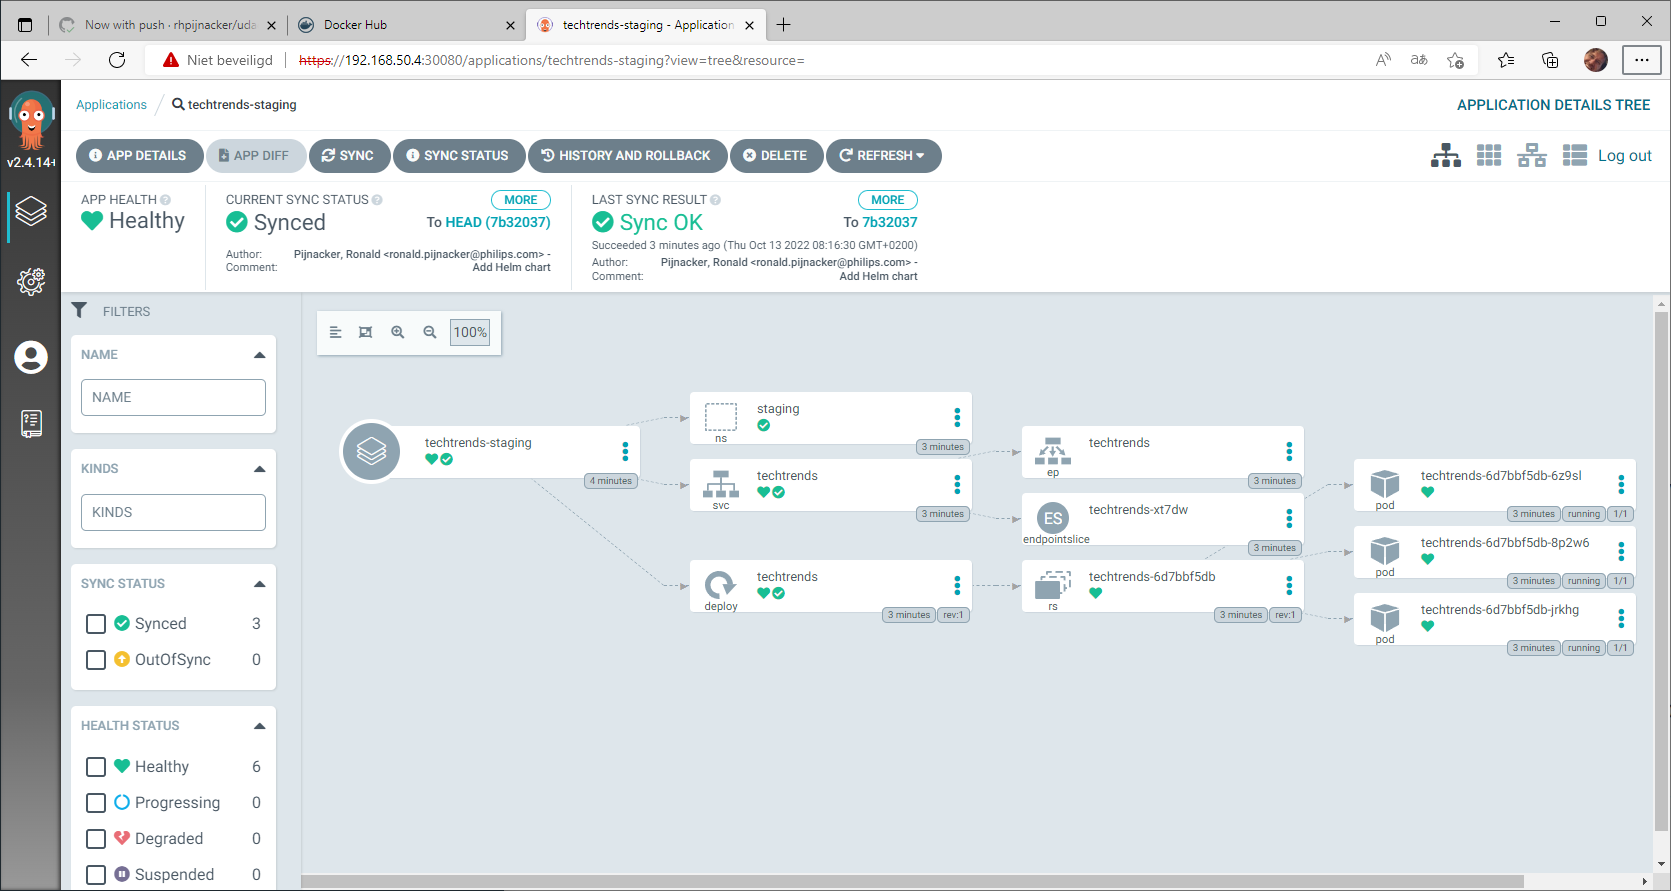 Now with push · rhpijnacker/uda
Docker Hub
techtrends-staging - Application
Niet beveiligd
https://192.168.50.4:30080/applications/techtrends-staging?view=tree&resource=
v2.4.14+
Applications / techtrends-staging
APPLICATION DETAILS TREE
APP DETAILS
APP DIFF
SYNC
SYNC STATUS
HISTORY AND ROLLBACK
DELETE
REFRESH
Log out
APP HEALTH
Healthy
CURRENT SYNC STATUS
MORE
Synced
To HEAD (7b32037)
Author: Pijnacker, Ronald <ronald.pijnacker@philips.com> -
Comment: Add Helm chart
LAST SYNC RESULT
MORE
Sync OK
To 7b32037
Succeeded 3 minutes ago (Thu Oct 13 2022 08:16:30 GMT+0200)
Author: Pijnacker, Ronald <ronald.pijnacker@philips.com> -
Comment: Add Helm chart
FILTERS
NAME
NAME
KINDS
KINDS
SYNC STATUS
Synced 3
OutOfSync 0
HEALTH STATUS
Healthy 6
Progressing 0
Degraded 0
Suspended 0
100%
techtrends-staging
4 minutes
staging
ns
3 minutes
techtrends
svc
3 minutes
techtrends
deploy
3 minutes rev:1
techtrends
ep
3 minutes
ES
techtrends-xt7dw
endpointslice
3 minutes
techtrends-6d7bbf5db
rs
3 minutes rev:1
techtrends-6d7bbf5db-6z9sl
pod
3 minutes running 1/1
techtrends-6d7bbf5db-8p2w6
pod
3 minutes running 1/1
techtrends-6d7bbf5db-jrkhg
pod
3 minutes running 1/1